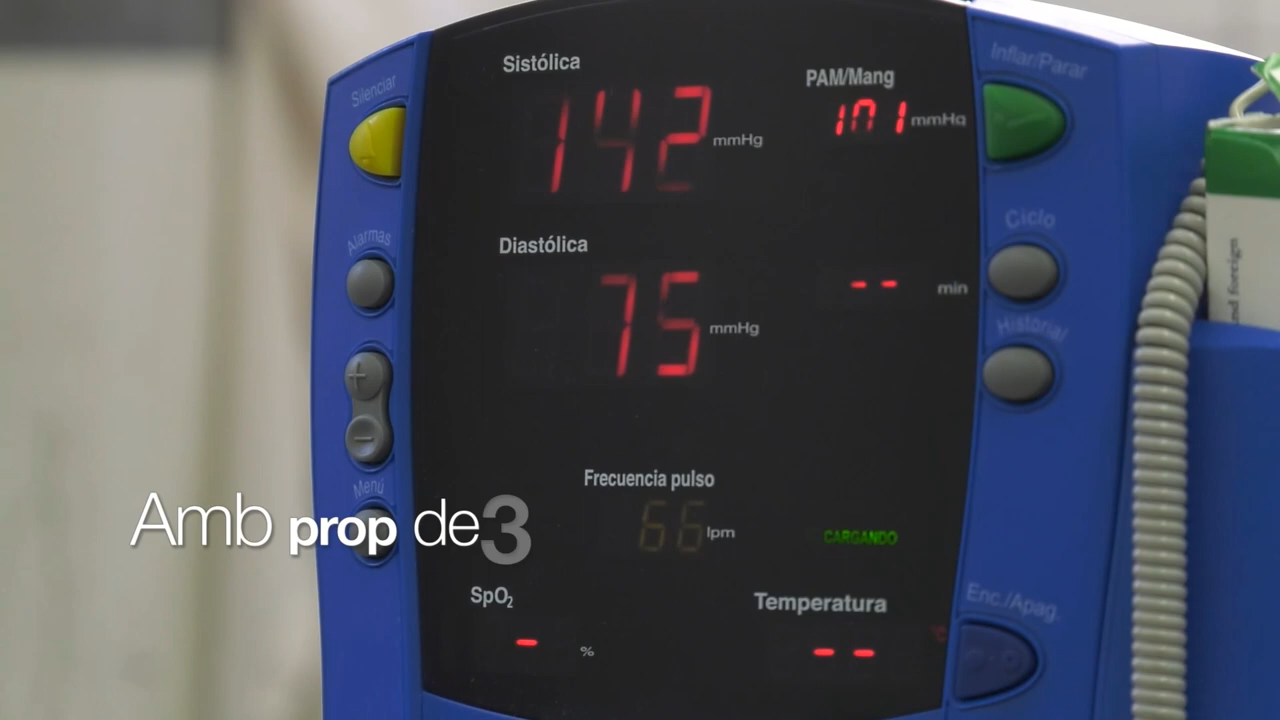 Silenciar
Alarmas
+
−
Menú
Sistólica
142 mmHg
PAM/Mang
101 mmHg
Diastólica
75 mmHg
-- min
Frecuencia pulso
66 lpm
CARGANDO
SpO₂
- %
Temperatura
-- °C
Inflar/Parar
Ciclo
Historial
Enc./Apag.
foreign
Amb prop de 3